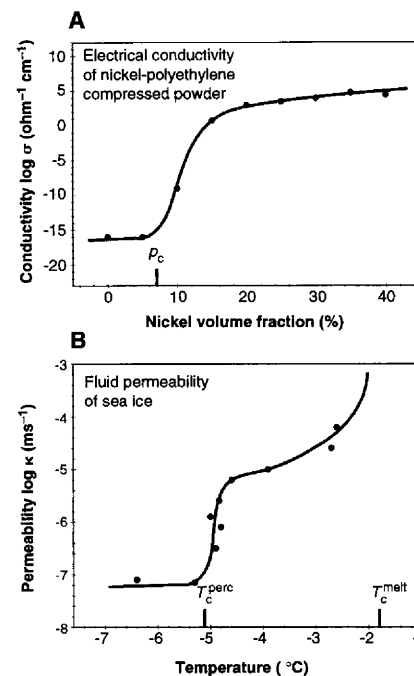 A
Electrical conductivity
of nickel-polyethylene
compressed powder
Conductivity log σ (ohm⁻¹ cm⁻¹)
10
5
0
-5
-10
-15
-20
p_c
0 10 20 30 40
Nickel volume fraction (%)
B
Fluid permeability
of sea ice
Permeability log κ (ms⁻¹)
-3
-4
-5
-6
-7
-8
T_c^perc T_c^melt
-7 -6 -5 -4 -3 -2
Temperature ( °C)